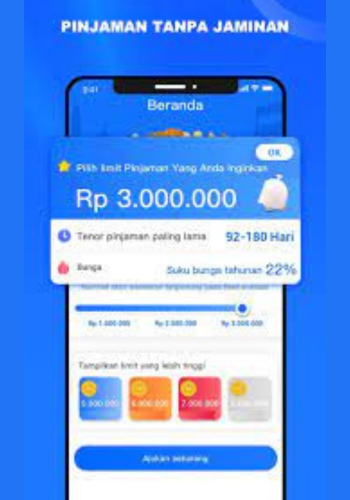 PINJAMAN TANPA JAMINAN
9:41
Beranda
OK
Pilih limit Pinjaman Yang Anda Inginkan
Rp 3.000.000
Tenor pinjaman paling lama 92-180 Hari
Bunga Suku bunga tahunan 22%
Rp 1.000.000 Rp 2.000.000 Rp 3.000.000
Tampilkan limit yang lebih tinggi
5.000.000 6.000.000 7.000.000
Ajukan sekarang